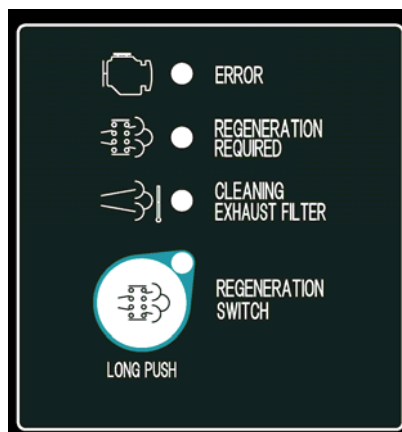 ERROR
REGENERATION
REQUIRED
CLEANING
EXHAUST FILTER
REGENERATION
SWITCH
LONG PUSH